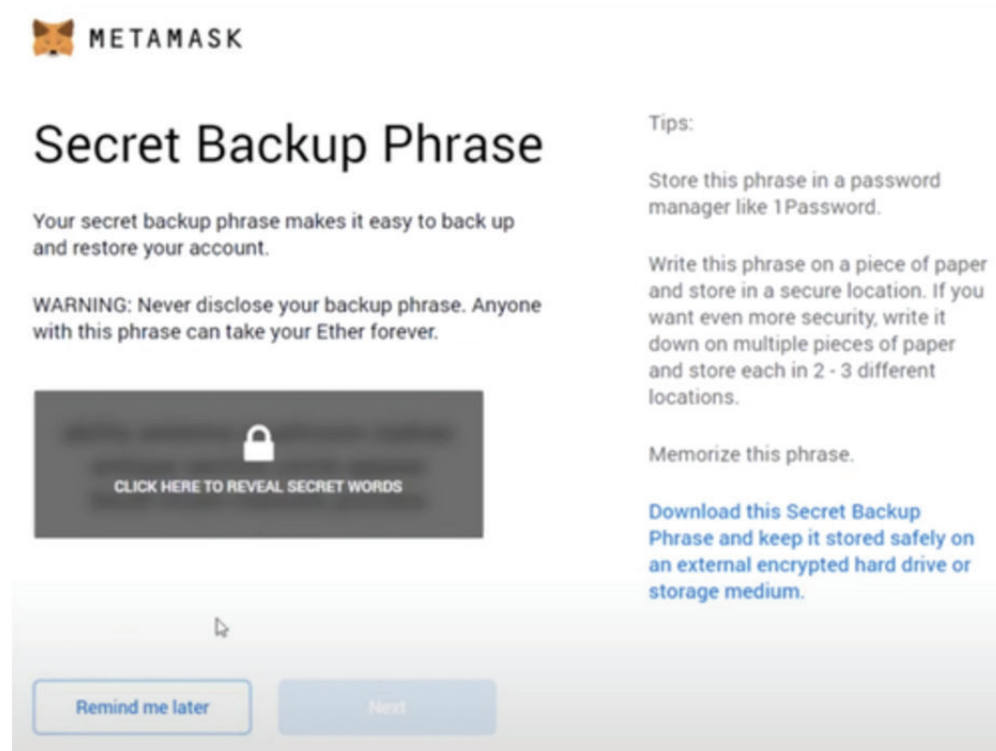 METAMASK
Secret Backup Phrase
Your secret backup phrase makes it easy to back up
and restore your account.
WARNING: Never disclose your backup phrase. Anyone
with this phrase can take your Ether forever.
CLICK HERE TO REVEAL SECRET WORDS
Remind me later
Next
Tips:
Store this phrase in a password
manager like 1Password.
Write this phrase on a piece of paper
and store in a secure location. If you
want even more security, write it
down on multiple pieces of paper
and store each in 2 - 3 different
locations.
Memorize this phrase.
Download this Secret Backup
Phrase and keep it stored safely on
an external encrypted hard drive or
storage medium.